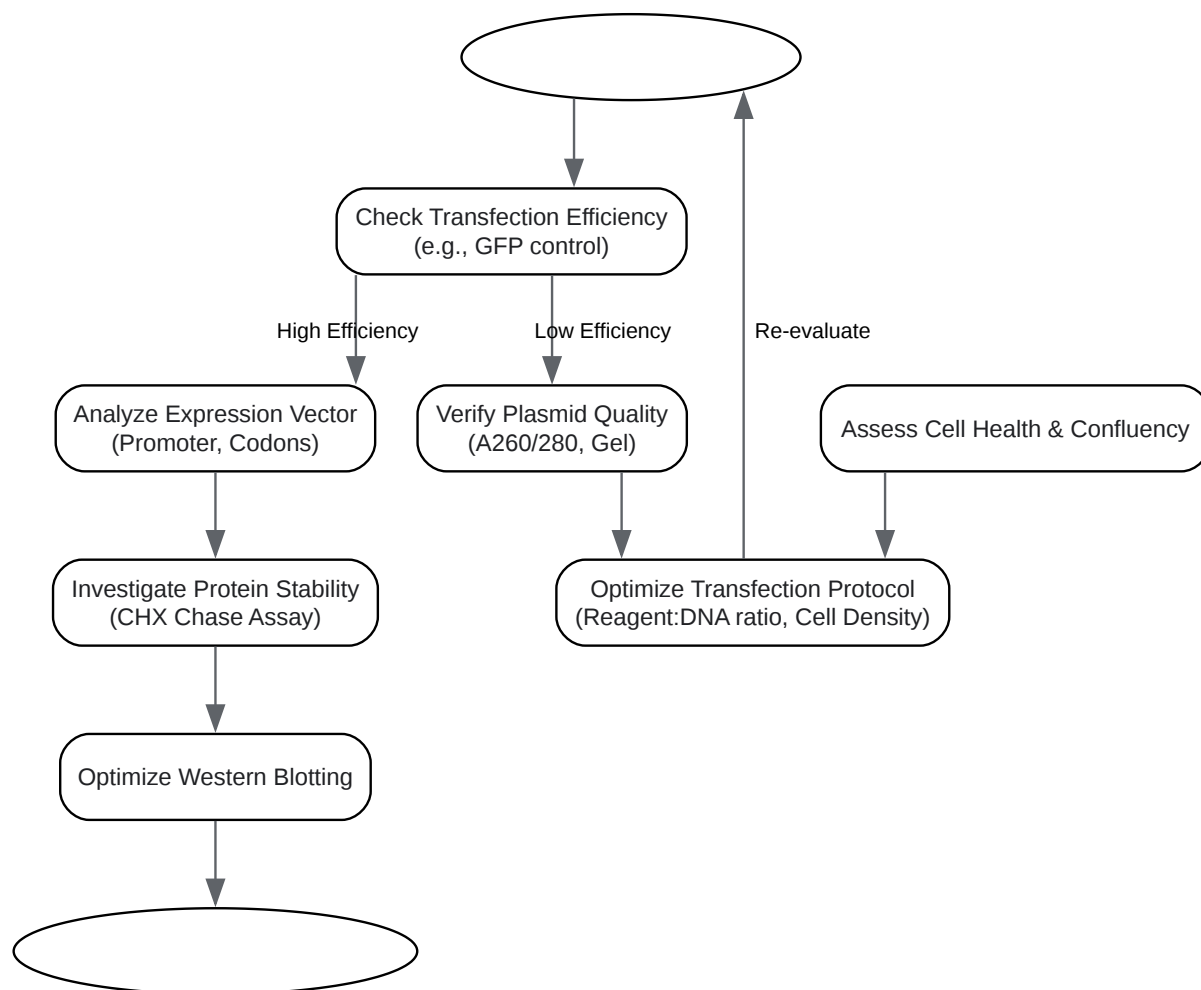 Check Transfection Efficiency
(e.g., GFP control)
High Efficiency
Low Efficiency
Re-evaluate
Analyze Expression Vector
(Promoter, Codons)
Verify Plasmid Quality
(A260/280, Gel)
Assess Cell Health & Confluency
Investigate Protein Stability
(CHX Chase Assay)
Optimize Transfection Protocol
(Reagent:DNA ratio, Cell Density)
Optimize Western Blotting